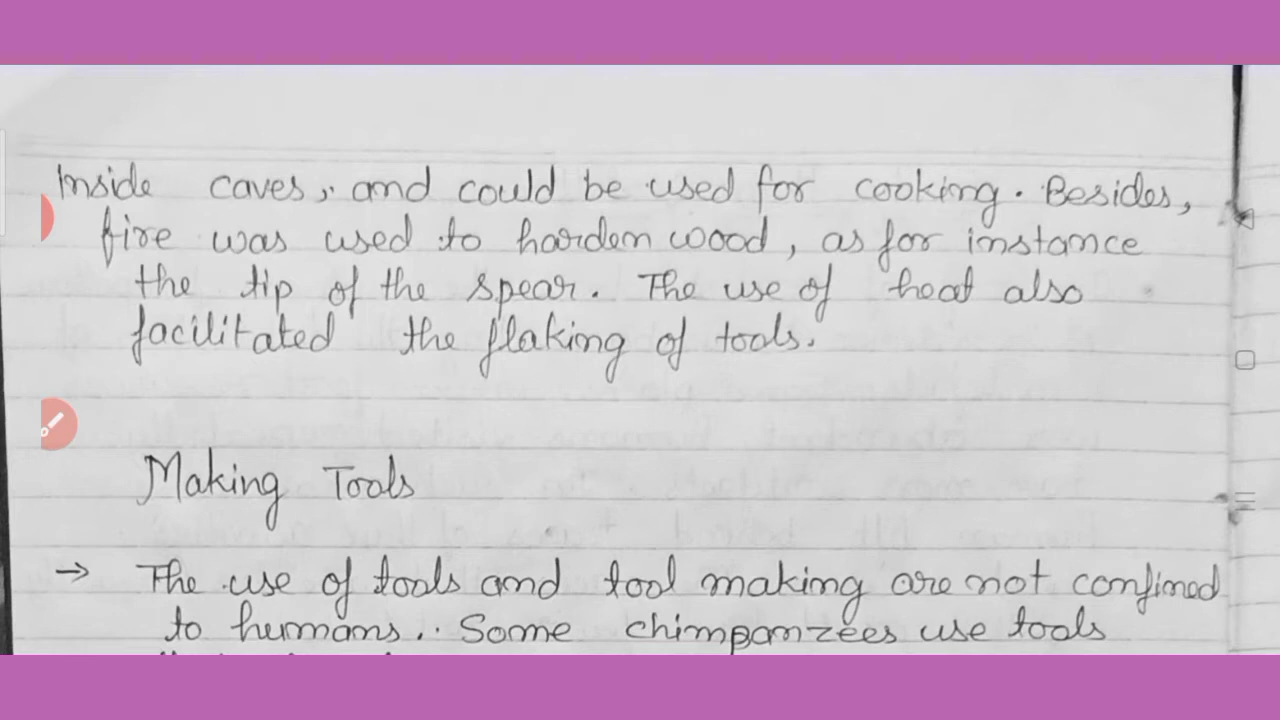 Inside caves, and could be used for cooking. Besides,
fire was used to harden wood, as for instance
the tip of the spear. The use of heat also
facilitated the flaking of tools.
Making Tools
→ The use of tools and tool making are not confined
to humans. Some chimpanzees use tools